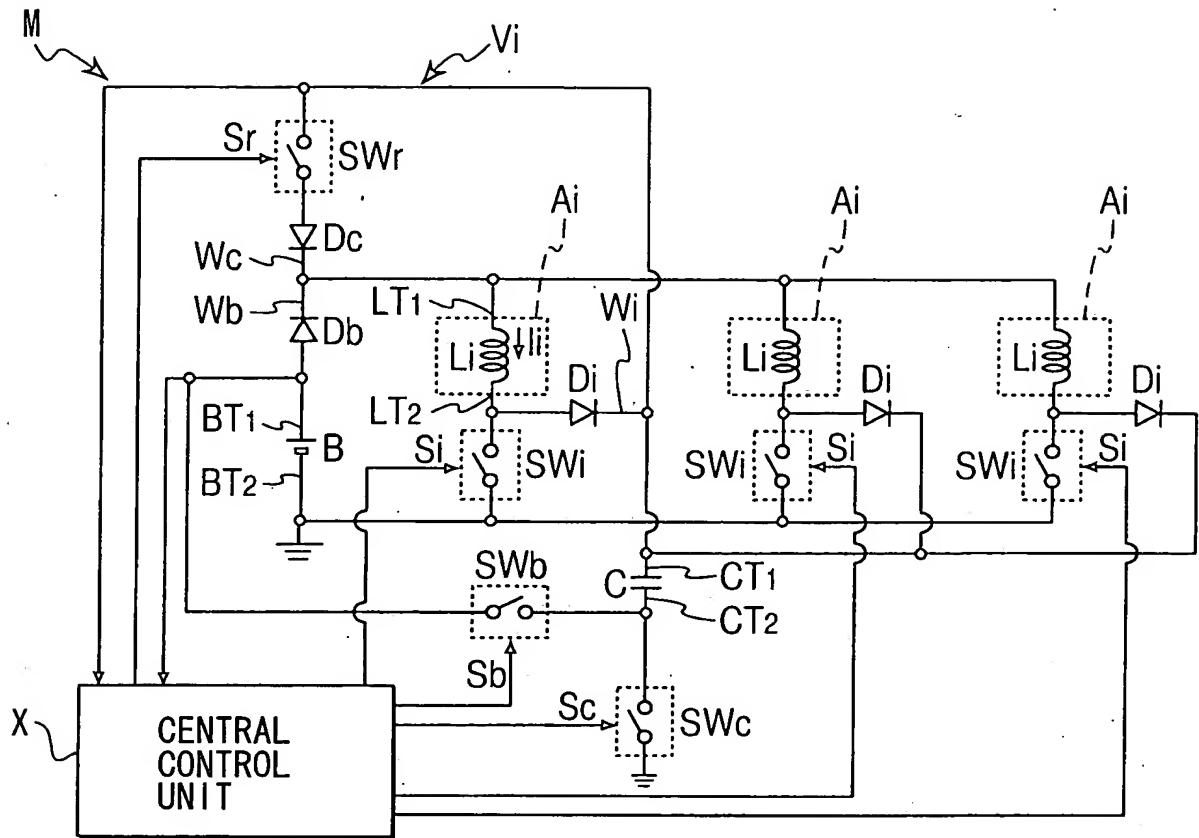 M
Vi
Sr
SWr
Ai
Ai
Ai
Dc
Wc
Wb
LT1
Wi
Db
Li
Ii
Li
Li
Di
Di
Di
LT2
BT1
B
Si
SWi
SWi
Si
SWi
Si
BT2
SWb
C
CT1
CT2
Sb
Sc
SWc
X
CENTRAL
CONTROL
UNIT